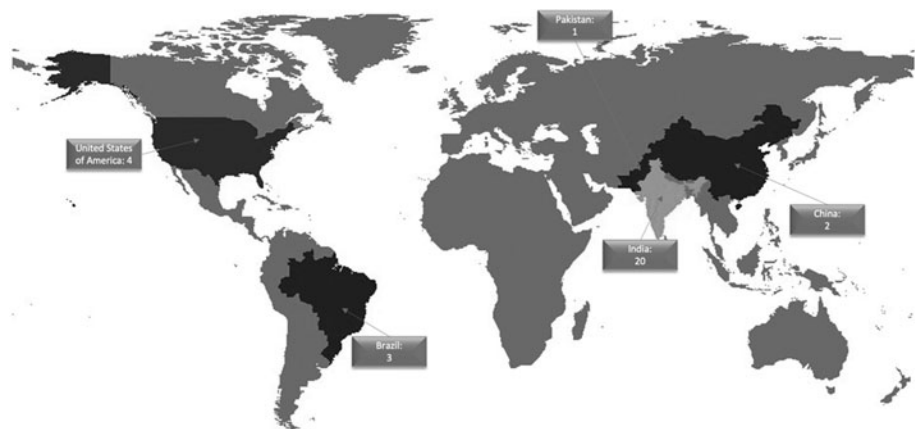 Pakistan:
1
United States
of America: 4
China:
2
India:
20
Brazil:
3